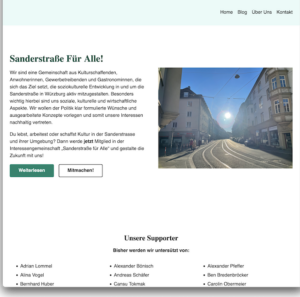 Home Blog Über Uns Kontakt
Sanderstraße Für Alle!
Wir sind eine Gemeinschaft aus Kulturschaffenden,
Anwohnerinnen, Gewerbetreibenden und Gastronominnen, die
sich das Ziel setzt, die soziokulturelle Entwicklung in und um die
Sanderstraße in Würzburg aktiv mitzugestalten. Besonders
wichtig hierbei sind uns soziale, kulturelle und wirtschaftliche
Aspekte. Wir wollen der Politik klar formulierte Wünsche und
ausgearbeitete Konzepte vorlegen und somit unsere Interessen
nachhaltig vertreten.
Du lebst, arbeitest oder schaffst Kultur in der Sanderstrasse
und ihrer Umgebung? Dann werde jetzt Mitglied in der
Interessengemeinschaft „Sanderstraße für Alle" und gestalte die
Zukunft mit uns!
Weiterlesen Mitmachen!
Unsere Supporter
Bisher werden wir unterstützt von:
Adrian Lommel Alexander Bönisch Alexander Pfeffer
Alina Vogel Andreas Schäfer Ben Brederbröcker
Bernhard Huber Cansu Tokmak Carolin Obermeier